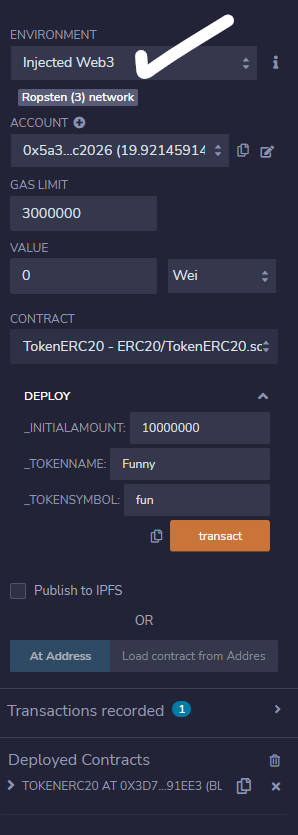 ENVIRONMENT
Injected Web3
Ropsten (3) network
ACCOUNT
0x5a3...c2026 (19.92145914
GAS LIMIT
3000000
VALUE
0 Wei
CONTRACT
TokenERC20 - ERC20/TokenERC20.sc
DEPLOY
_INITIALAMOUNT: 10000000
_TOKENNAME: Funny
_TOKENSYMBOL: fun
transact
Publish to IPFS
OR
At Address Load contract from Addres
Transactions recorded 1
Deployed Contracts
TOKENERC20 AT 0X3D7...91EE3 (BL